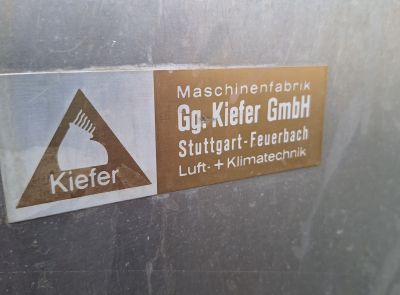 Kiefer
Maschinenfabrik
Gg. Kiefer GmbH
Stuttgart-Feuerbach
Luft- + Klimatechnik